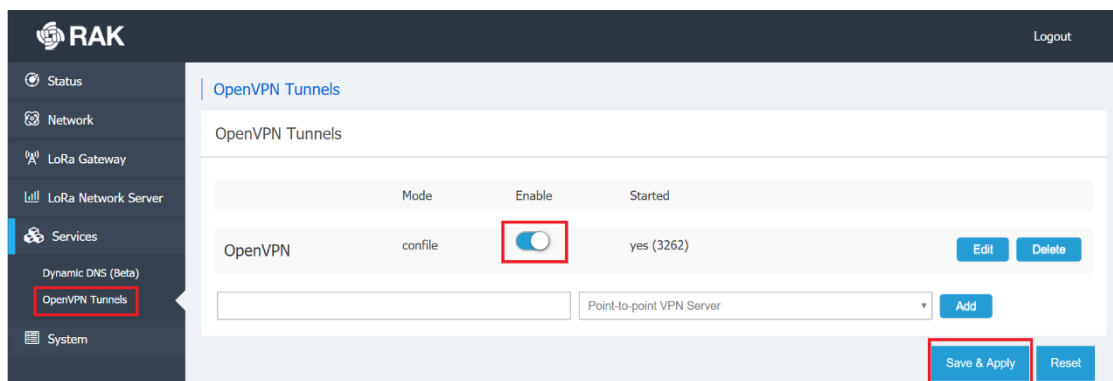 RAK
Logout
Status
Network
LoRa Gateway
LoRa Network Server
Services
Dynamic DNS (Beta)
OpenVPN Tunnels
System
OpenVPN Tunnels
OpenVPN Tunnels
Mode Enable Started
OpenVPN confile yes (3262) Edit Delete
Point-to-point VPN Server Add
Save & Apply Reset